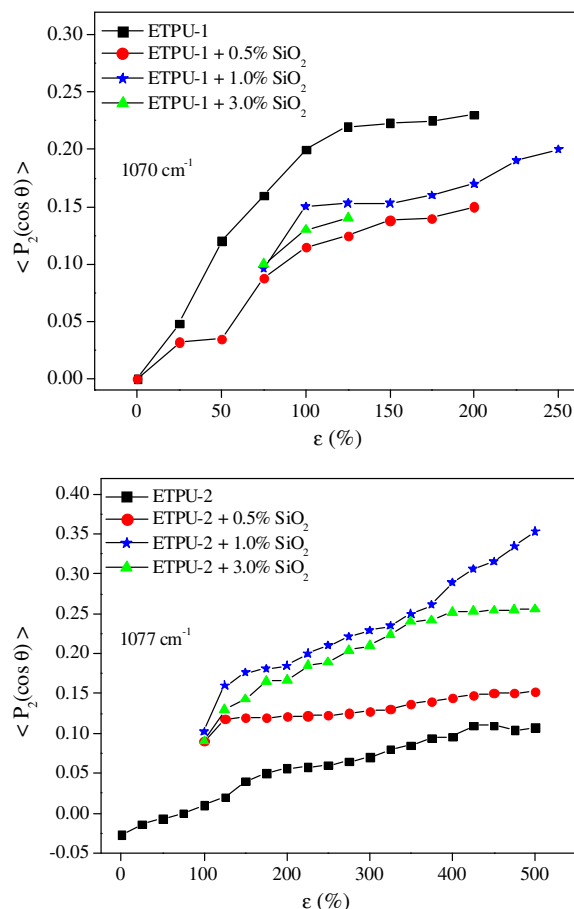 ETPU-1
ETPU-1 + 0.5% SiO₂
ETPU-1 + 1.0% SiO₂
ETPU-1 + 3.0% SiO₂
1070 cm⁻¹
< P₂(cos θ) >
0.30
0.25
0.20
0.15
0.10
0.05
0.00
0 50 100 150 200 250
ε (%)
ETPU-2
ETPU-2 + 0.5% SiO₂
ETPU-2 + 1.0% SiO₂
ETPU-2 + 3.0% SiO₂
1077 cm⁻¹
< P₂(cos θ) >
0.40
0.35
0.30
0.25
0.20
0.15
0.10
0.05
0.00
-0.05
0 100 200 300 400 500
ε (%)